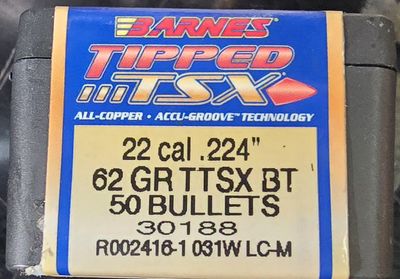 BARNES
TIPPED
TSX
ALL-COPPER • ACCU-GROOVE™ TECHNOLOGY
22 cal .224"
62 GR TTSX BT
50 BULLETS
30188
R002416-1 031W LC-M